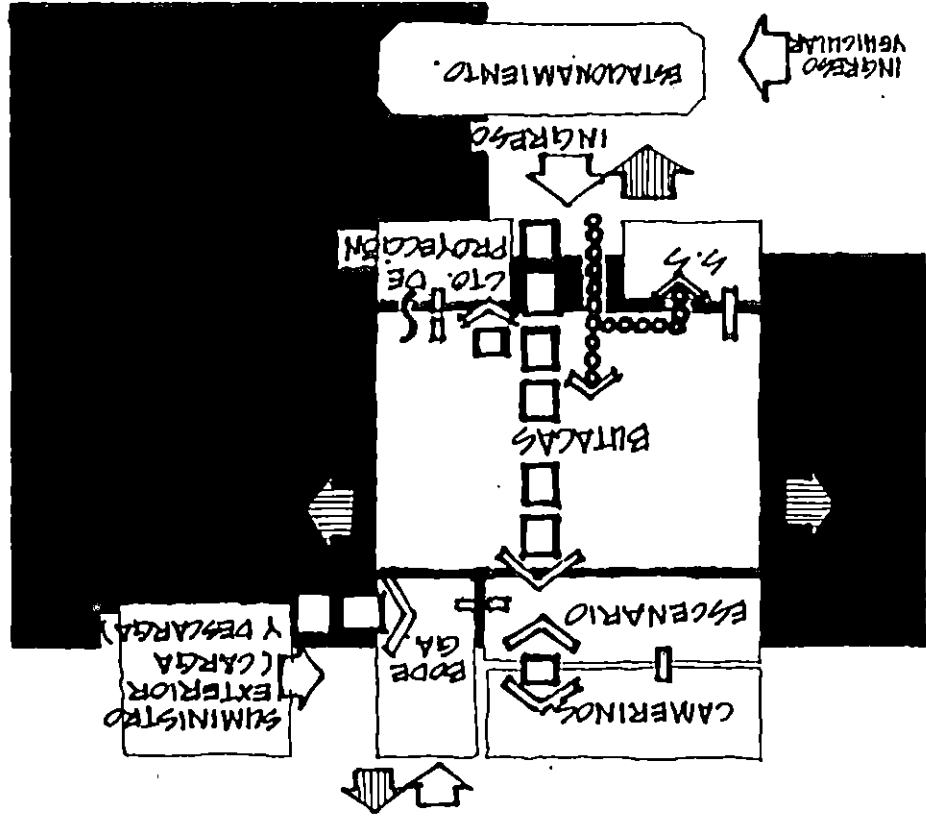 SUMINISTRO
EXTERIOR
(CARGA
Y DESCARGA)
BODE
GA.
CAMERINOS
ESCENARIO
BUTACAS
CTO. DE
PROYECCIÓN
S.S
INGRESO
ESTACIONAMIENTO.
INGRESO
VEHICULAR